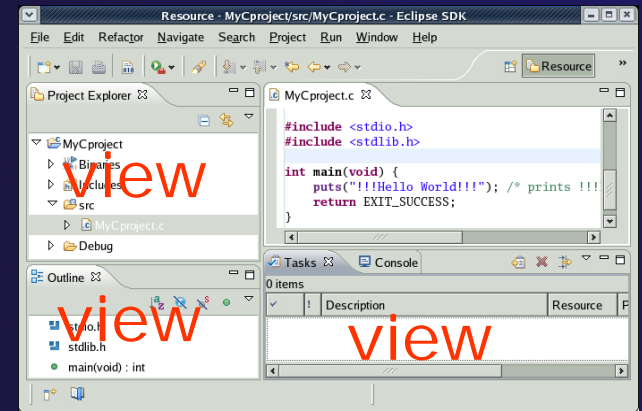 Resource - MyCproject/src/MyCproject.c - Eclipse SDK
File Edit Refactor Navigate Search Project Run Window Help
Resource
Project Explorer
MyCproject
Binaries
Includes
src
MyCproject.c
Debug
view
MyCproject.c
#include <stdio.h>
#include <stdlib.h>
int main(void) {
puts("!!!Hello World!!!"); /* prints !!!
return EXIT_SUCCESS;
}
Outline
stdio.h
stdlib.h
main(void) : int
view
Tasks Console
0 items
! Description Resource P
view